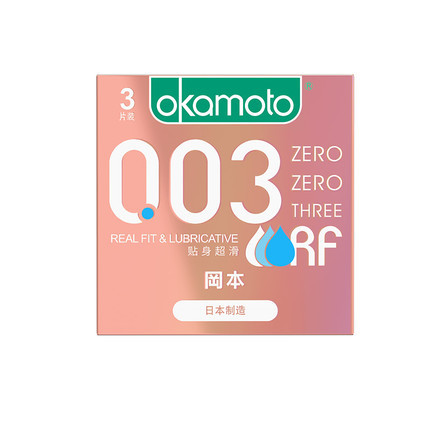 3
片装
okamoto
0.03
ZERO
ZERO
THREE
RF
REAL FIT & LUBRICATIVE
贴身超滑
岡本
日本制造